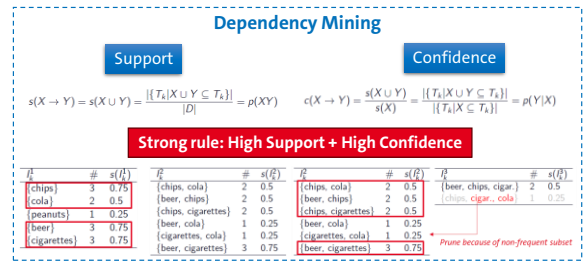 Dependency Mining
Support
Confidence
s(X → Y) = s(X ∪ Y) = |{T_k|X ∪ Y ⊆ T_k}| / |D| = p(XY)
c(X → Y) = s(X ∪ Y) / s(X) = |{T_k|X ∪ Y ⊆ T_k}| / |{T_k|X ⊆ T_k}| = p(Y|X)
Strong rule: High Support + High Confidence
I_k^1 # s(I_k^1)
{chips} 3 0.75
{cola} 2 0.5
{peanuts} 1 0.25
{beer} 3 0.75
{cigarettes} 3 0.75
I_k^2 # s(I_k^2)
{chips, cola} 2 0.5
{beer, chips} 2 0.5
{chips, cigarettes} 2 0.5
{beer, cola} 1 0.25
{cigarettes, cola} 1 0.25
{beer, cigarettes} 3 0.75
I_k^2 # s(I_k^2)
{chips, cola} 2 0.5
{beer, chips} 2 0.5
{chips, cigarettes} 2 0.5
{beer, cola} 1 0.25
{cigarettes, cola} 1 0.25
{beer, cigarettes} 3 0.75
I_k^3 # s(I_k^3)
{beer, chips, cigar.} 2 0.5
{chips, cigar., cola} 1 0.25
Prune because of non-frequent subset